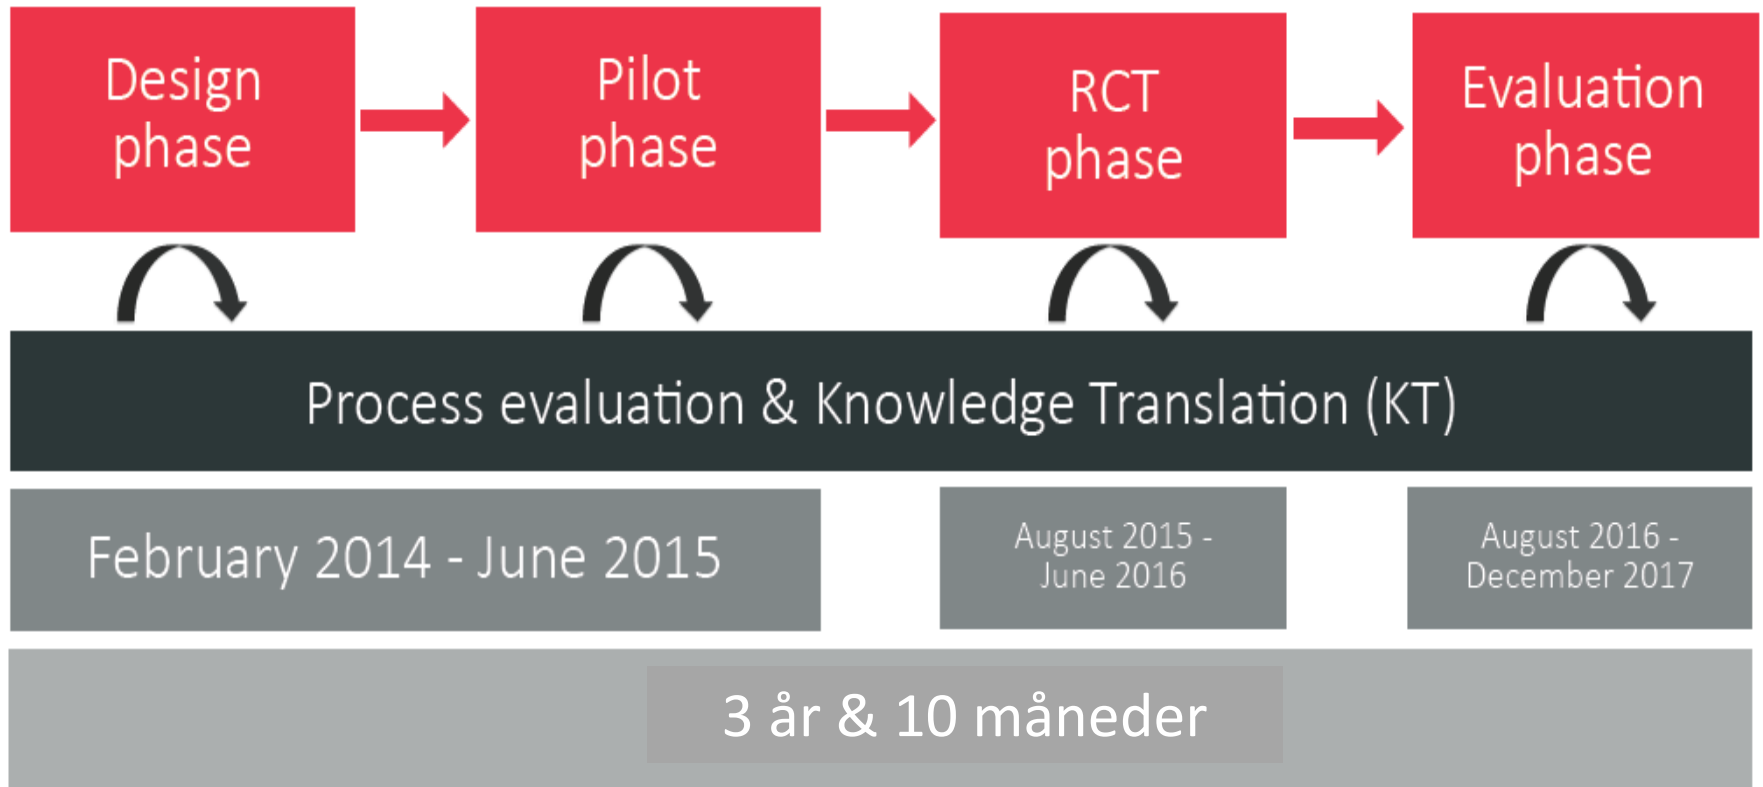 Design
phase
Pilot
phase
RCT
phase
Evaluation
phase
Process evaluation & Knowledge Translation (KT)
February 2014 - June 2015
August 2015 -
June 2016
August 2016 -
December 2017
3 år & 10 måneder